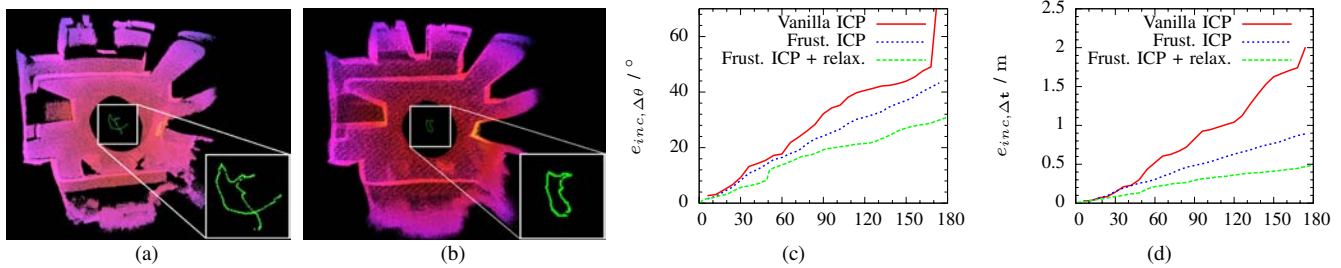 Vanilla ICP
Frust. ICP
Frust. ICP + relax.
60
40
20
0
e_{inc,Δθ} / °
0 30 60 90 120 150 180
Vanilla ICP
Frust. ICP
Frust. ICP + relax.
2.5
2
1.5
1
0.5
0
e_{inc,Δt} / m
0 30 60 90 120 150 180
(a) (b) (c) (d)